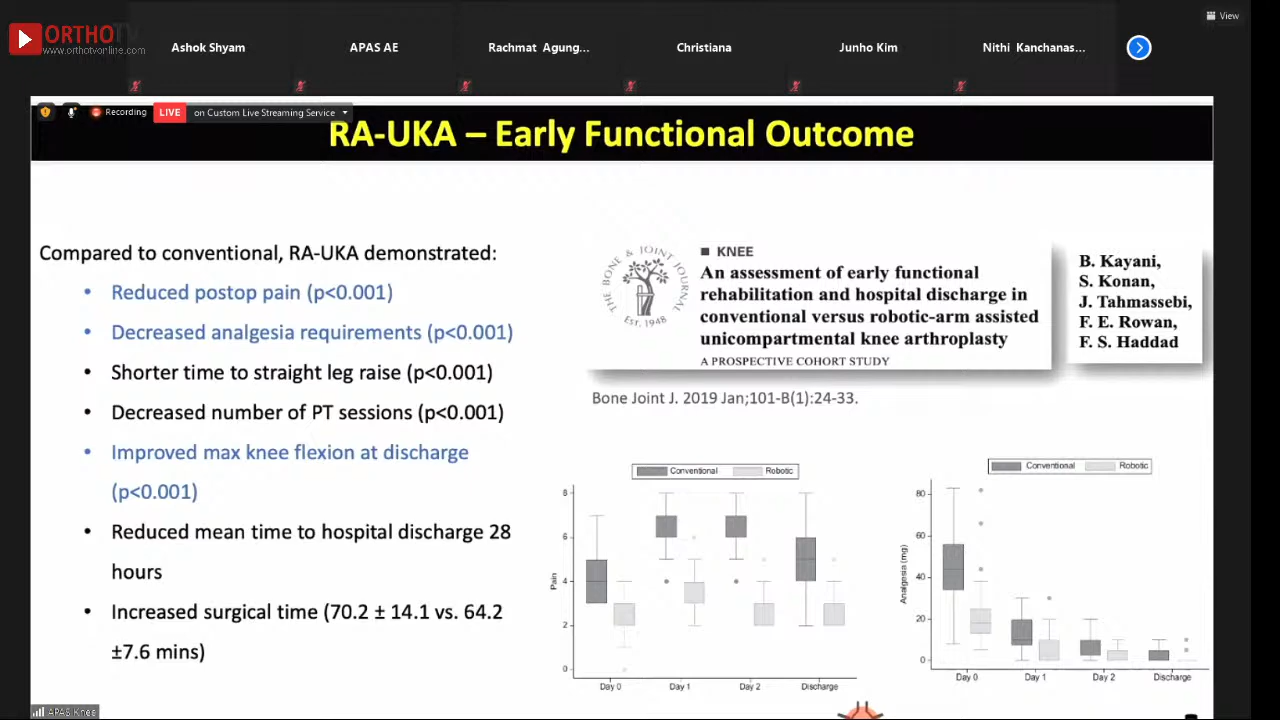 ORTHOTV
www.orthotvonline.com
Ashok Shyam
APAS AE
Rachmat Agung...
Christiana
Junho Kim
Nithi Kanchanas...
View
Recording
LIVE
on Custom Live Streaming Service
RA-UKA – Early Functional Outcome
Compared to conventional, RA-UKA demonstrated:
• Reduced postop pain (p<0.001)
• Decreased analgesia requirements (p<0.001)
• Shorter time to straight leg raise (p<0.001)
• Decreased number of PT sessions (p<0.001)
• Improved max knee flexion at discharge
(p<0.001)
• Reduced mean time to hospital discharge 28
hours
• Increased surgical time (70.2 ± 14.1 vs. 64.2
±7.6 mins)
THE BONE & JOINT JOURNAL
Est. 1948
■ KNEE
An assessment of early functional
rehabilitation and hospital discharge in
conventional versus robotic-arm assisted
unicompartmental knee arthroplasty
A PROSPECTIVE COHORT STUDY
B. Kayani,
S. Konan,
J. Tahmassebi,
F. E. Rowan,
F. S. Haddad
Bone Joint J. 2019 Jan;101-B(1):24-33.
Conventional
Robotic
Pain
8
6
4
2
0
Day 0
Day 1
Day 2
Discharge
Conventional
Robotic
Analgesia (mg)
80
60
40
20
0
Day 0
Day 1
Day 2
Discharge
APAS Knee